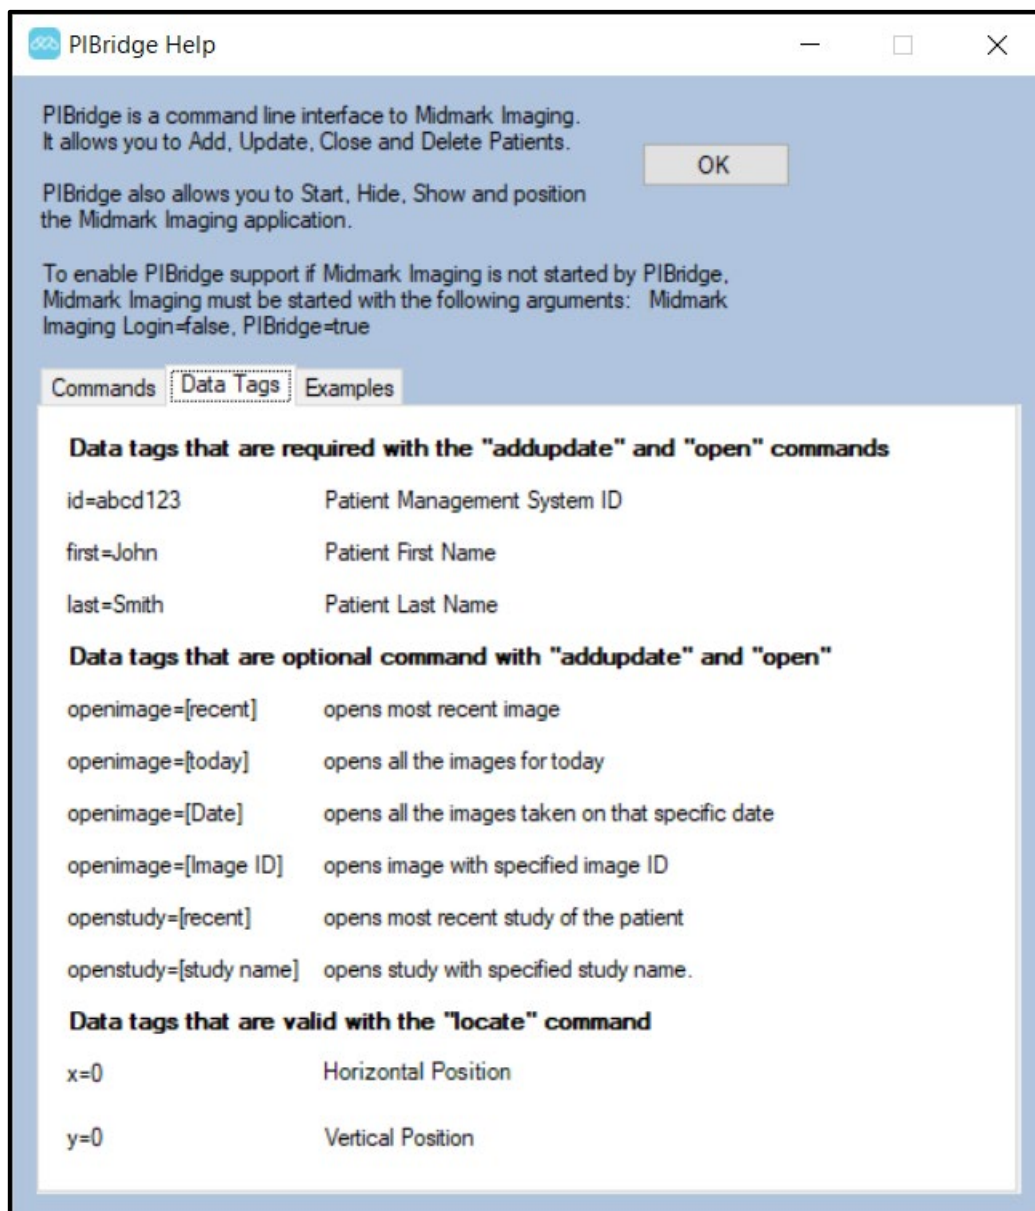 PIBridge Help
PIBridge is a command line interface to Midmark Imaging.
It allows you to Add, Update, Close and Delete Patients.
OK
PIBridge also allows you to Start, Hide, Show and position
the Midmark Imaging application.
To enable PIBridge support if Midmark Imaging is not started by PIBridge,
Midmark Imaging must be started with the following arguments: Midmark
Imaging Login=false, PIBridge=true
Commands Data Tags Examples
Data tags that are required with the "addupdate" and "open" commands
id=abcd123 Patient Management System ID
first=John Patient First Name
last=Smith Patient Last Name
Data tags that are optional command with "addupdate" and "open"
openimage=[recent] opens most recent image
openimage=[today] opens all the images for today
openimage=[Date] opens all the images taken on that specific date
openimage=[Image ID] opens image with specified image ID
openstudy=[recent] opens most recent study of the patient
openstudy=[study name] opens study with specified study name.
Data tags that are valid with the "locate" command
x=0 Horizontal Position
y=0 Vertical Position